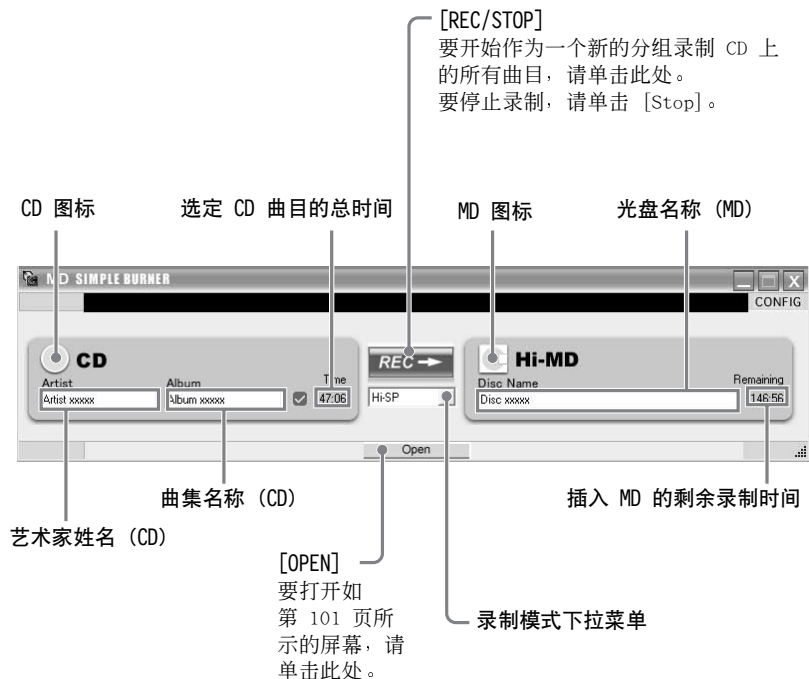 [REC/STOP]
要开始作为一个新的分组录制 CD 上
的所有曲目，请单击此处。
要停止录制，请单击 [Stop]。
CD 图标
选定 CD 曲目的总时间
MD 图标
光盘名称 (MD)
MD SIMPLE BURNER
CONFIG
CD
Artist
Album
Time
Artist xxxxx
Album xxxxx
47:06
REC
Hi-SP
Hi-MD
Disc Name
Remaining
Disc xxxxx
146:56
Open
曲集名称 (CD)
插入 MD 的剩余录制时间
艺术家姓名 (CD)
[OPEN]
要打开如
第 101 页所
示的屏幕，请
单击此处。
录制模式下拉菜单